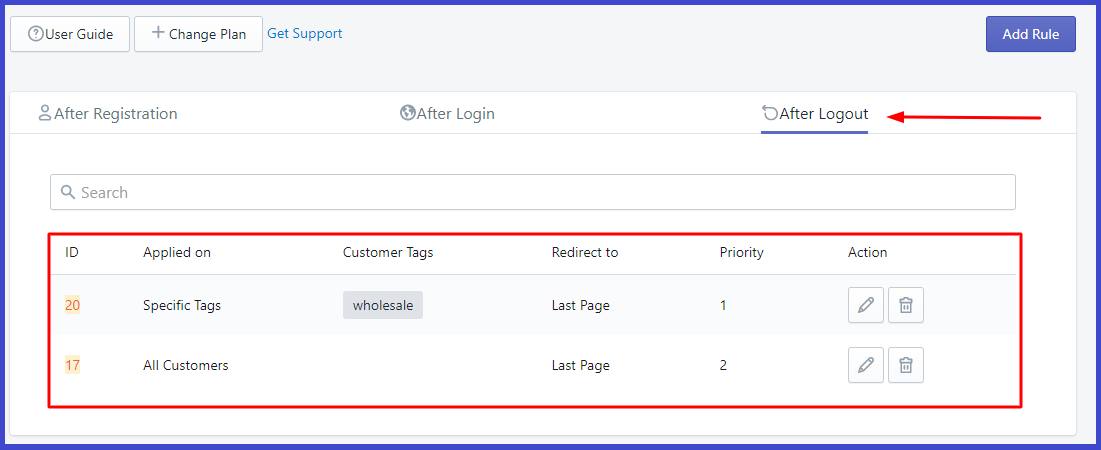 User Guide Change Plan Get Support Add Rule
After Registration After Login After Logout
Search
ID Applied on Customer Tags Redirect to Priority Action
20 Specific Tags wholesale Last Page 1
17 All Customers Last Page 2